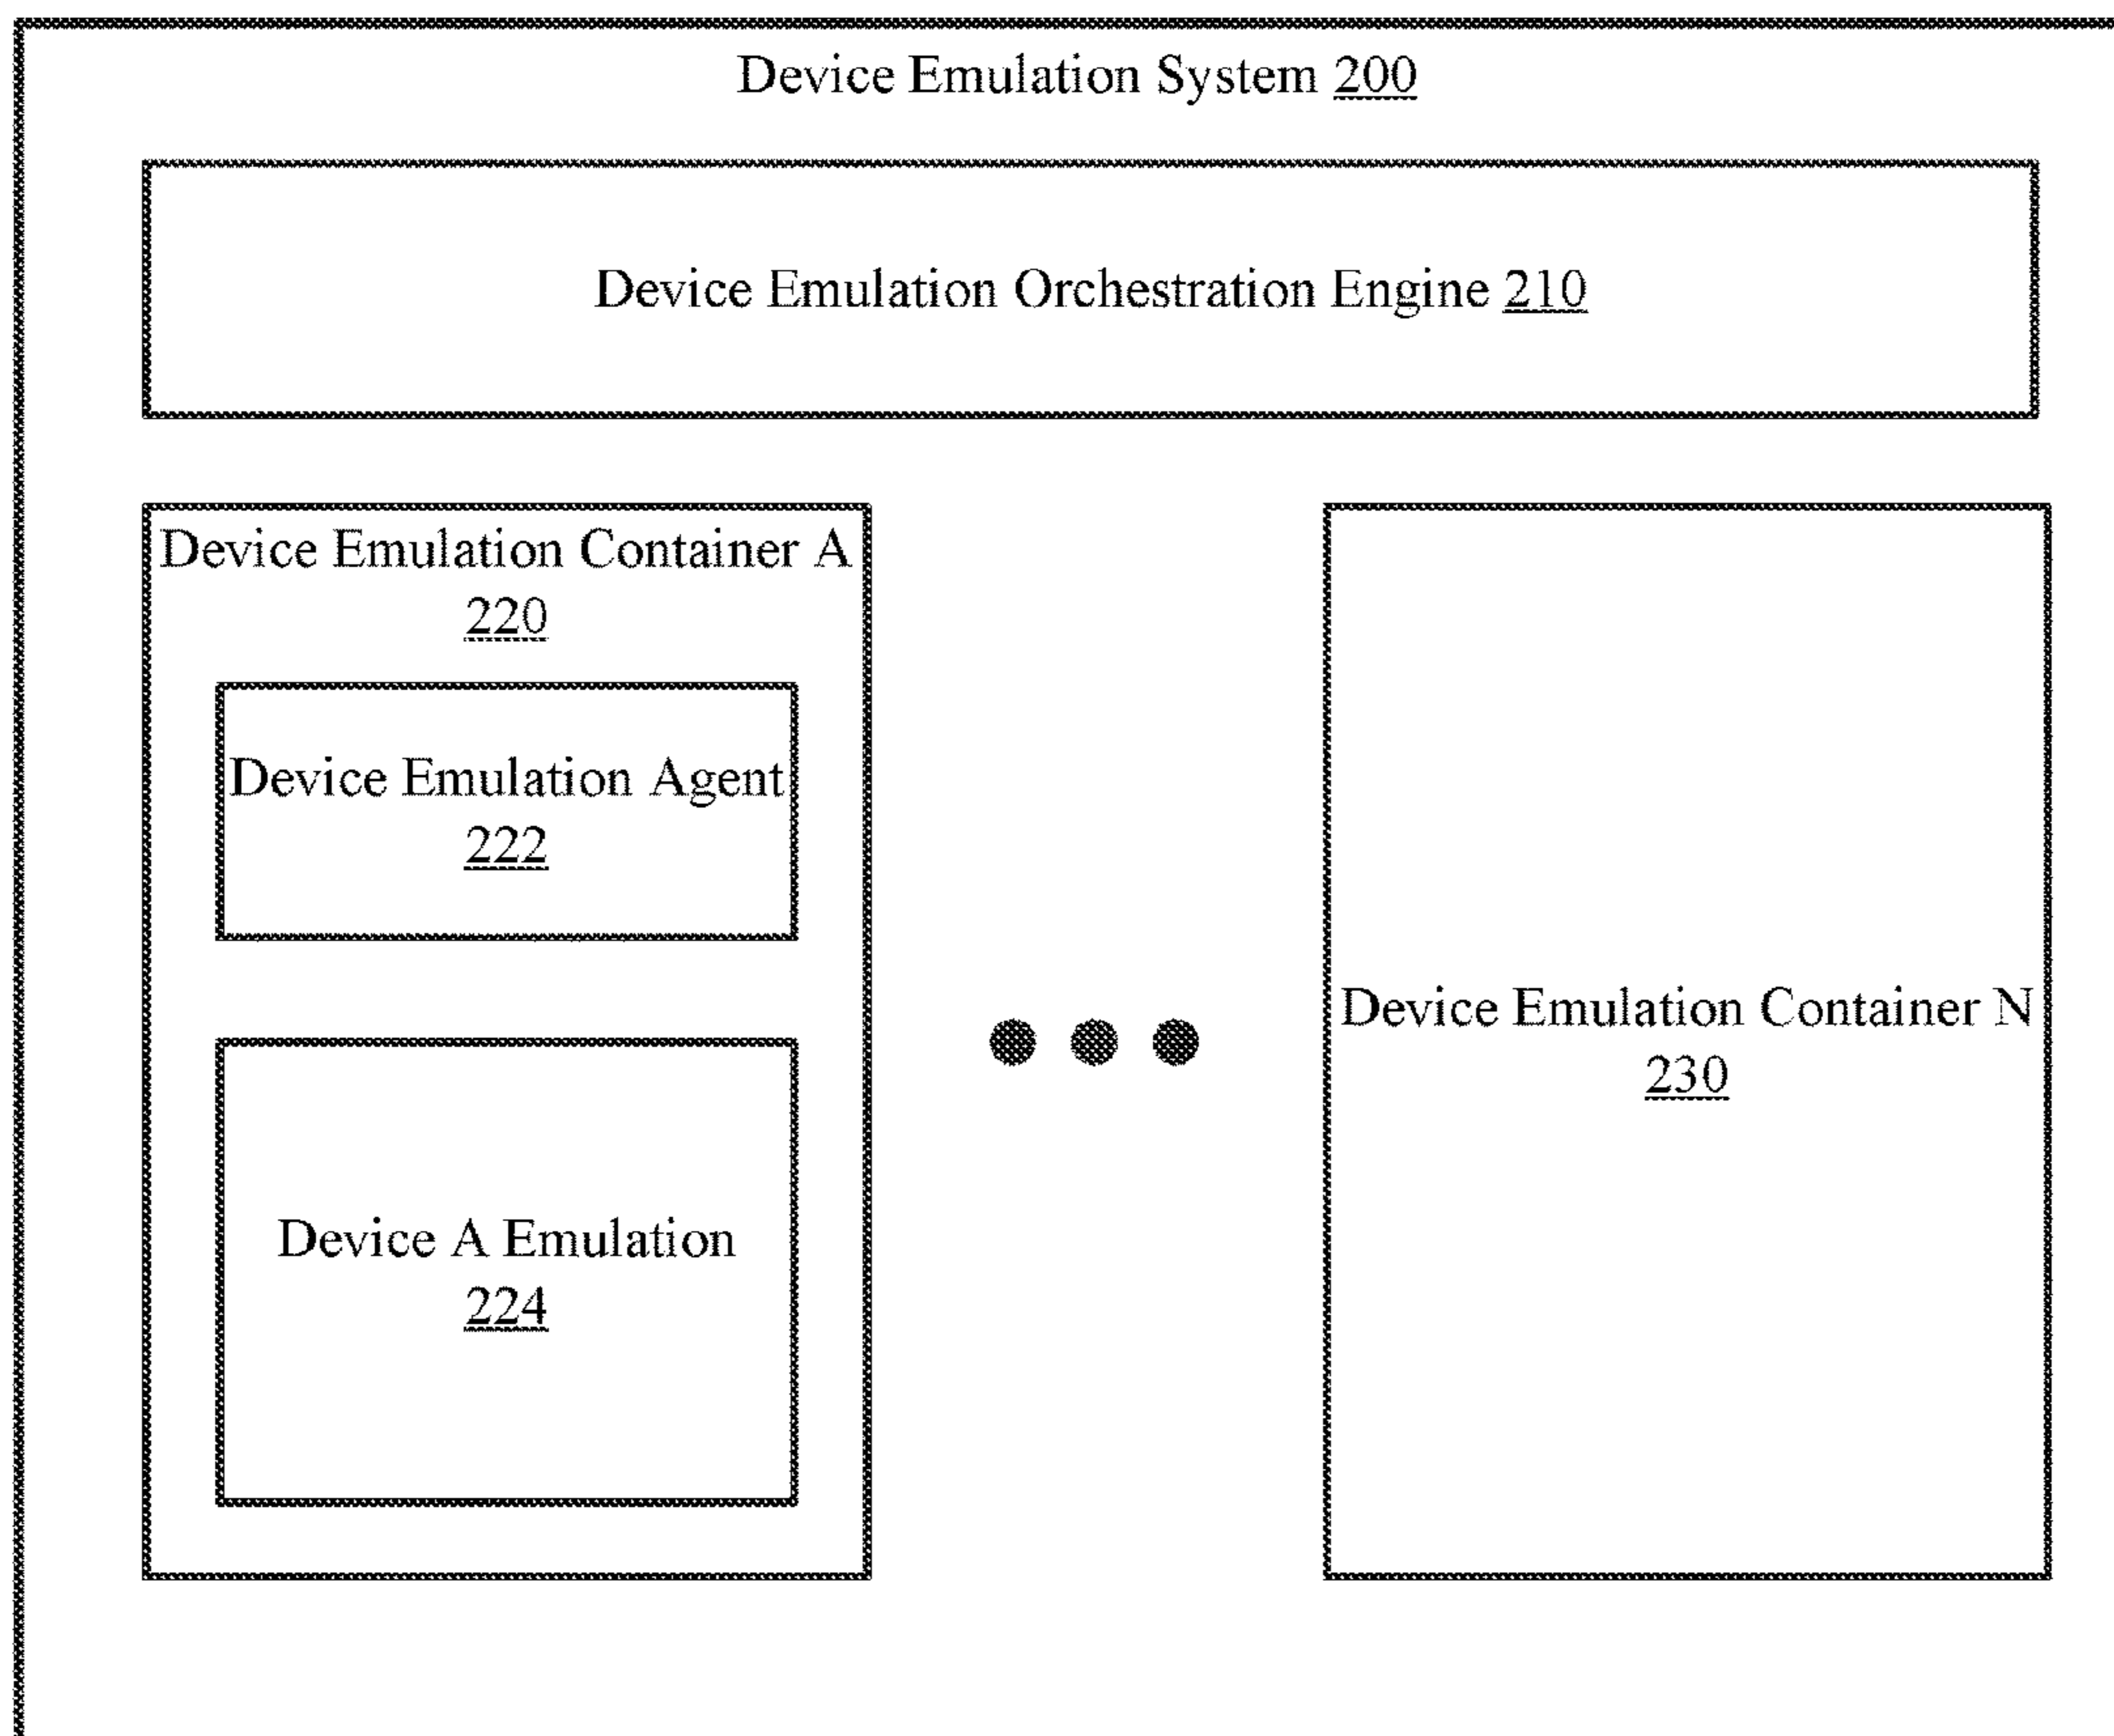 Device Emulation System 200
Device Emulation Orchestration Engine 210
Device Emulation Container A
220
Device Emulation Agent
222
Device A Emulation
224
Device Emulation Container N
230